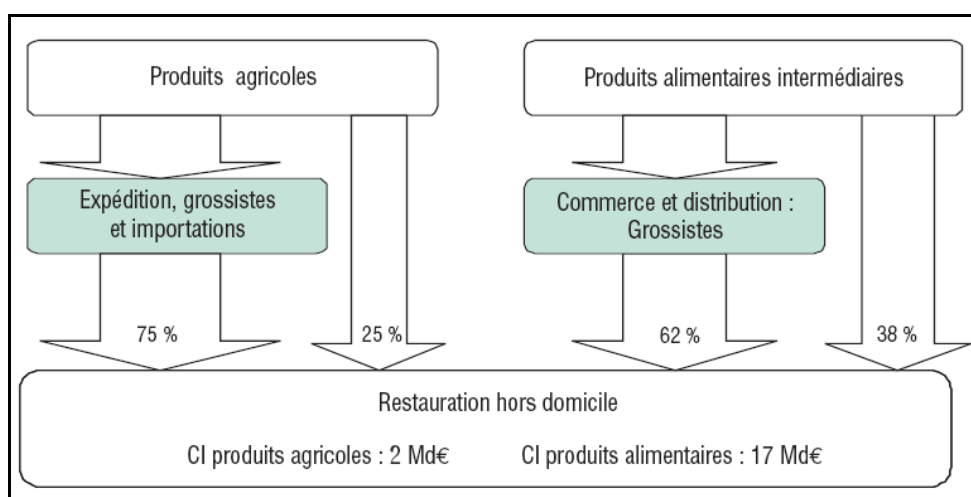 Produits agricoles
Produits alimentaires intermédiaires
Expédition, grossistes
et importations
Commerce et distribution :
Grossistes
75 %
25 %
62 %
38 %
Restauration hors domicile
CI produits agricoles : 2 Md€
CI produits alimentaires : 17 Md€